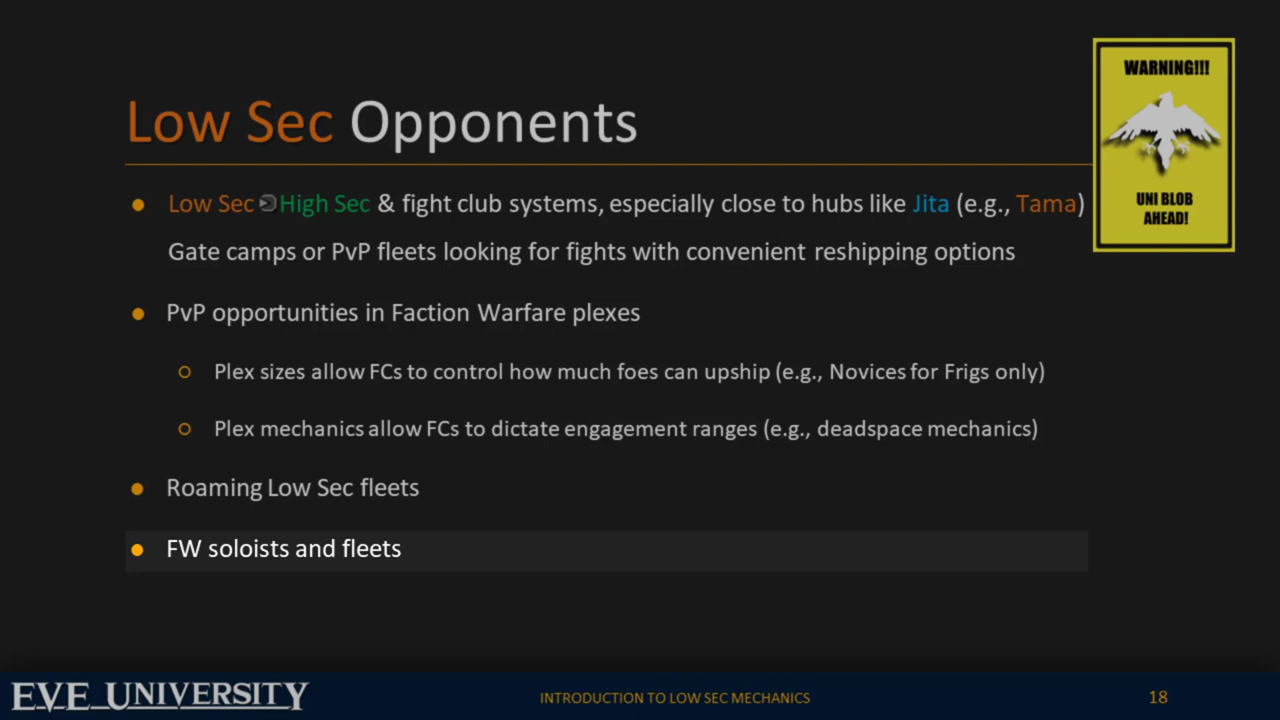 WARNING!!!
UNI BLOB
AHEAD!
Low Sec Opponents
Low Sec High Sec & fight club systems, especially close to hubs like Jita (e.g., Tama)
Gate camps or PvP fleets looking for fights with convenient reshipping options
PvP opportunities in Faction Warfare plexes
Plex sizes allow FCs to control how much foes can upship (e.g., Novices for Frigs only)
Plex mechanics allow FCs to dictate engagement ranges (e.g., deadspace mechanics)
Roaming Low Sec fleets
FW soloists and fleets
EVE UNIVERSITY
INTRODUCTION TO LOW SEC MECHANICS
18